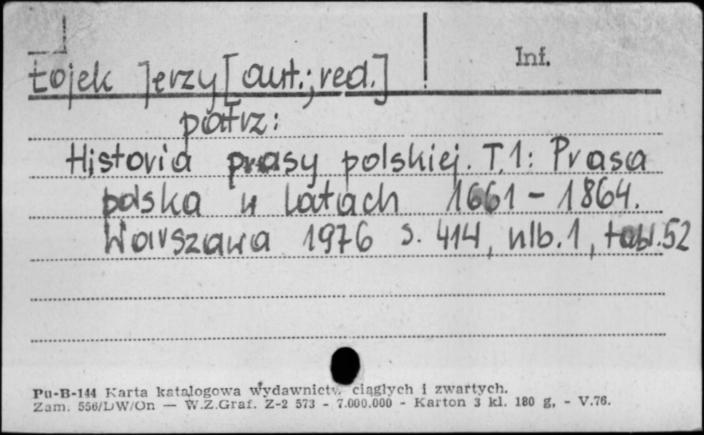 Inf.
Łojek Jerzy [aut.; red.]
patrz:
Historia prasy polskiej. T.1: Prasa
polska w latach 1661 – 1864.
Warszawa 1976 s. 414, nlb. 1, tabl. 52
Pu-B-144 Karta katalogowa wydawnictw ciągłych i zwartych.
Zam. 556/DW/On — W.Z.Graf. Z-2 573 - 7.000.000 - Karton 3 kl. 180 g. - V.76.